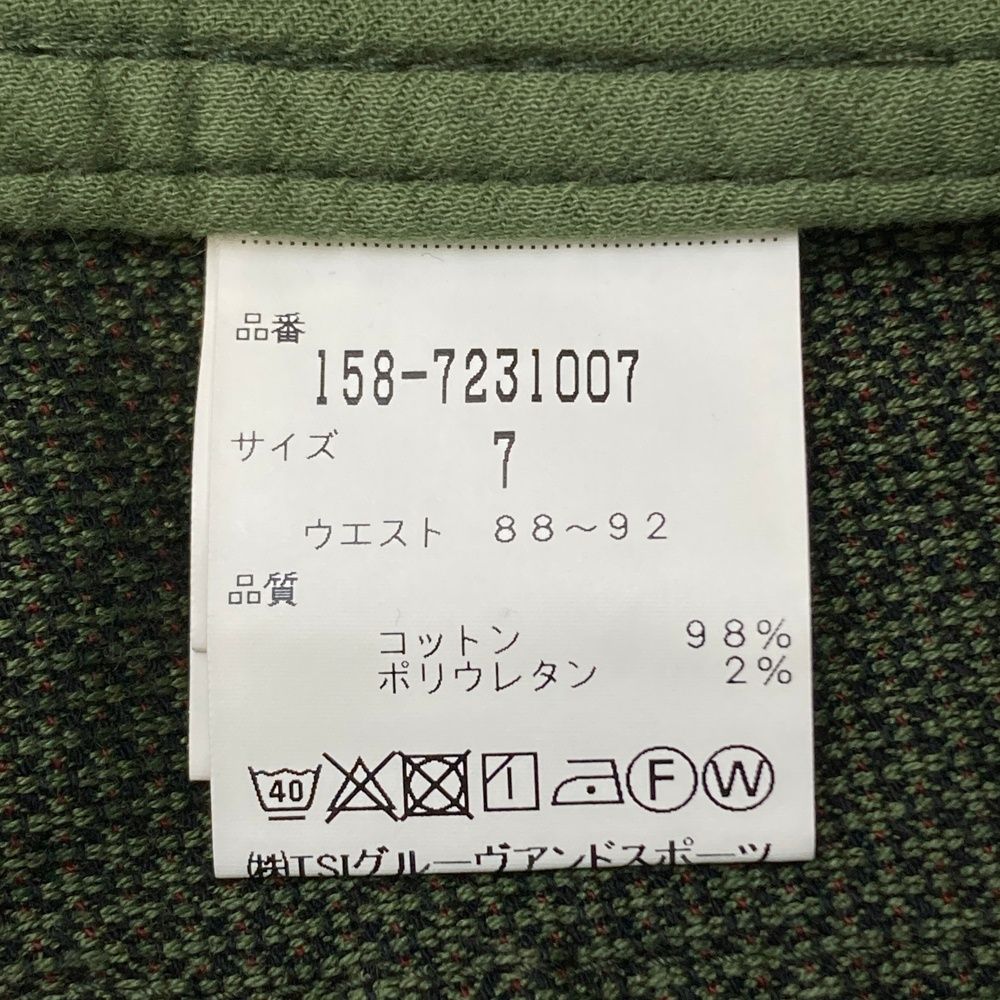 品番
158-7231007
サイズ 7
ウエスト 88～92
品質
コットン 98%
ポリウレタン 2%
40 F W
(株)TSIグルーヴアンドスポーツ